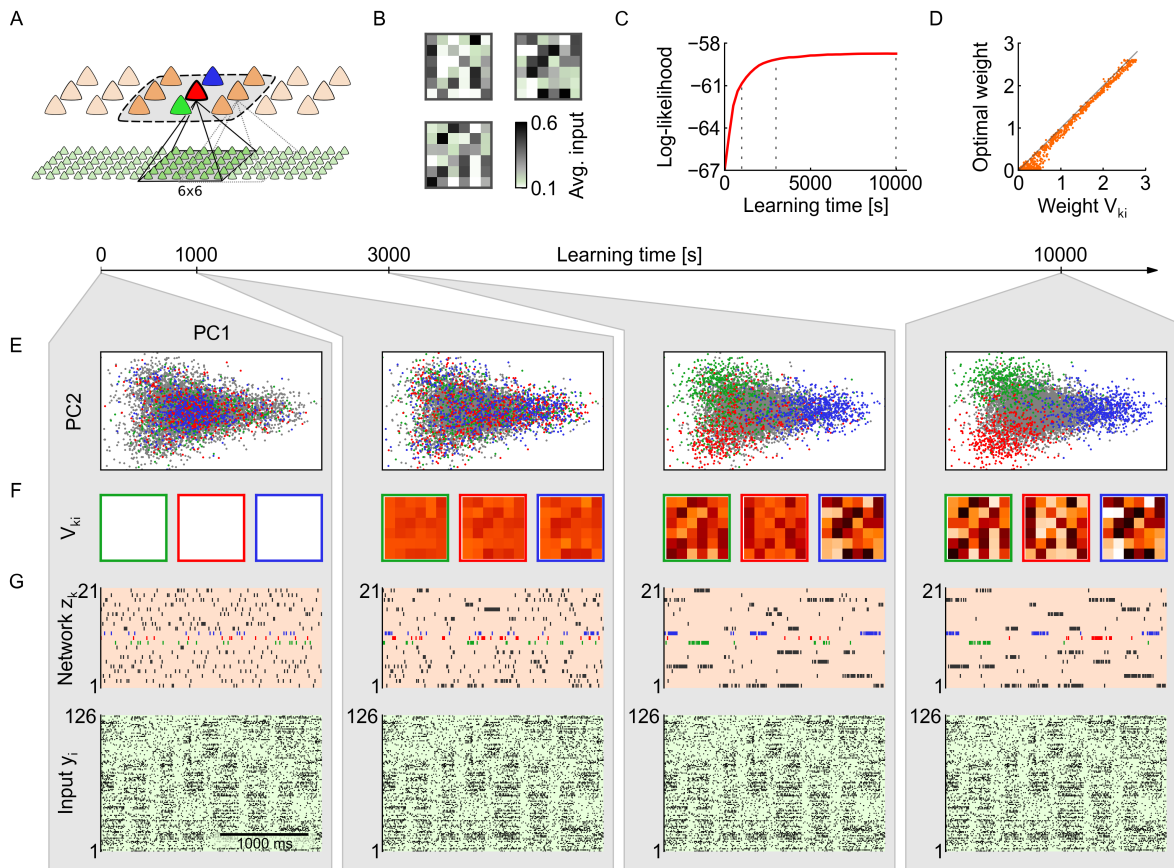 A
6x6
B
0.6
0.1
Avg. input
C
Log-likelihood
−58
−61
−64
−67
0
5000
10000
Learning time [s]
D
Optimal weight
3
2
1
0
0
1
2
3
Weight V_ki
0
1000
3000
Learning time [s]
10000
E
PC1
PC2
F
V_ki
G
Network z_k
21
1
21
1
21
1
21
1
Input y_i
126
1
126
1
126
1
126
1
1000 ms